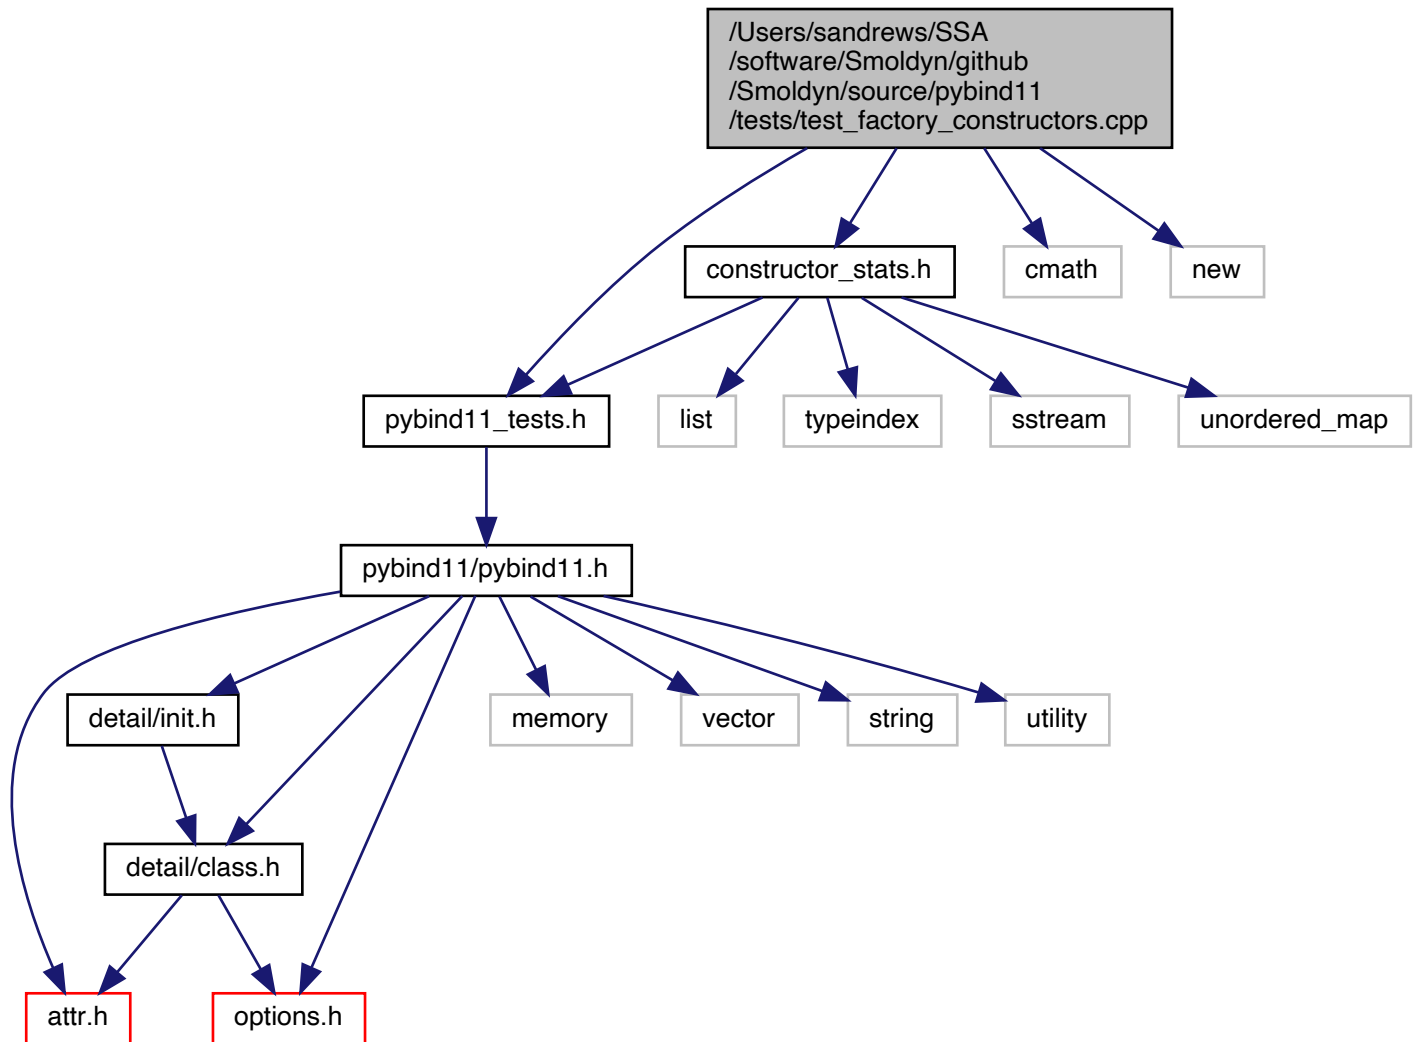 /Users/sandrews/SSA
/software/Smoldyn/github
/Smoldyn/source/pybind11
/tests/test_factory_constructors.cpp
constructor_stats.h
cmath
new
pybind11_tests.h
list
typeindex
sstream
unordered_map
pybind11/pybind11.h
detail/init.h
memory
vector
string
utility
detail/class.h
attr.h
options.h